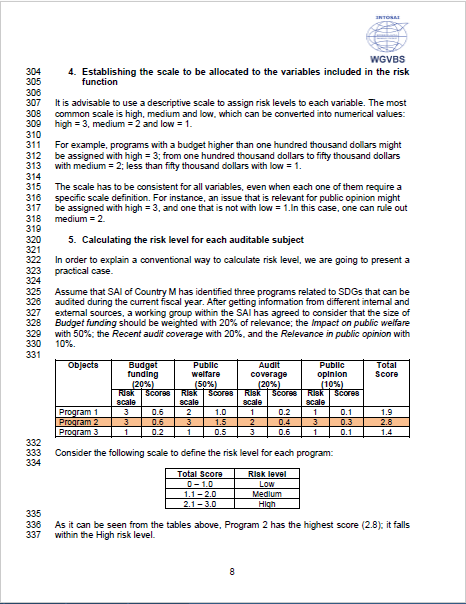 INTOSAI
WGVBS
304 4. Establishing the scale to be allocated to the variables included in the risk
305 function
306
307 It is advisable to use a descriptive scale to assign risk levels to each variable. The most
308 common scale is high, medium and low, which can be converted into numerical values:
309 high = 3, medium = 2 and low = 1.
310
311 For example, programs with a budget higher than one hundred thousand dollars might
312 be assigned with high = 3; from one hundred thousand dollars to fifty thousand dollars
313 with medium = 2; less than fifty thousand dollars with low = 1.
314
315 The scale has to be consistent for all variables, even when each one of them require a
316 specific scale definition. For instance, an issue that is relevant for public opinion might
317 be assigned with high = 3, and one that is not with low = 1.In this case, one can rule out
318 medium = 2.
319
320 5. Calculating the risk level for each auditable subject
321
322 In order to explain a conventional way to calculate risk level, we are going to present a
323 practical case.
324
325 Assume that SAI of Country M has identified three programs related to SDGs that can be
326 audited during the current fiscal year. After getting information from different internal and
327 external sources, a working group within the SAI has agreed to consider that the size of
328 Budget funding should be weighted with 20% of relevance; the Impact on public welfare
329 with 50%; the Recent audit coverage with 20%, and the Relevance in public opinion with
330 10%.
331
Objects Budget Public Audit Public Total
funding welfare coverage opinion Score
(20%) (50%) (20%) (10%)
Risk Scores Risk Scores Risk Scores Risk Scores
scale scale scale scale
Program 1 3 0.6 2 1.0 1 0.2 1 0.1 1.9
Program 2 3 0.6 3 1.5 2 0.4 3 0.3 2.8
Program 3 1 0.2 1 0.5 3 0.6 1 0.1 1.4
332
333 Consider the following scale to define the risk level for each program:
334
Total Score Risk level
0 – 1.0 Low
1.1 – 2.0 Medium
2.1 – 3.0 High
335
336 As it can be seen from the tables above, Program 2 has the highest score (2.8); it falls
337 within the High risk level.
8